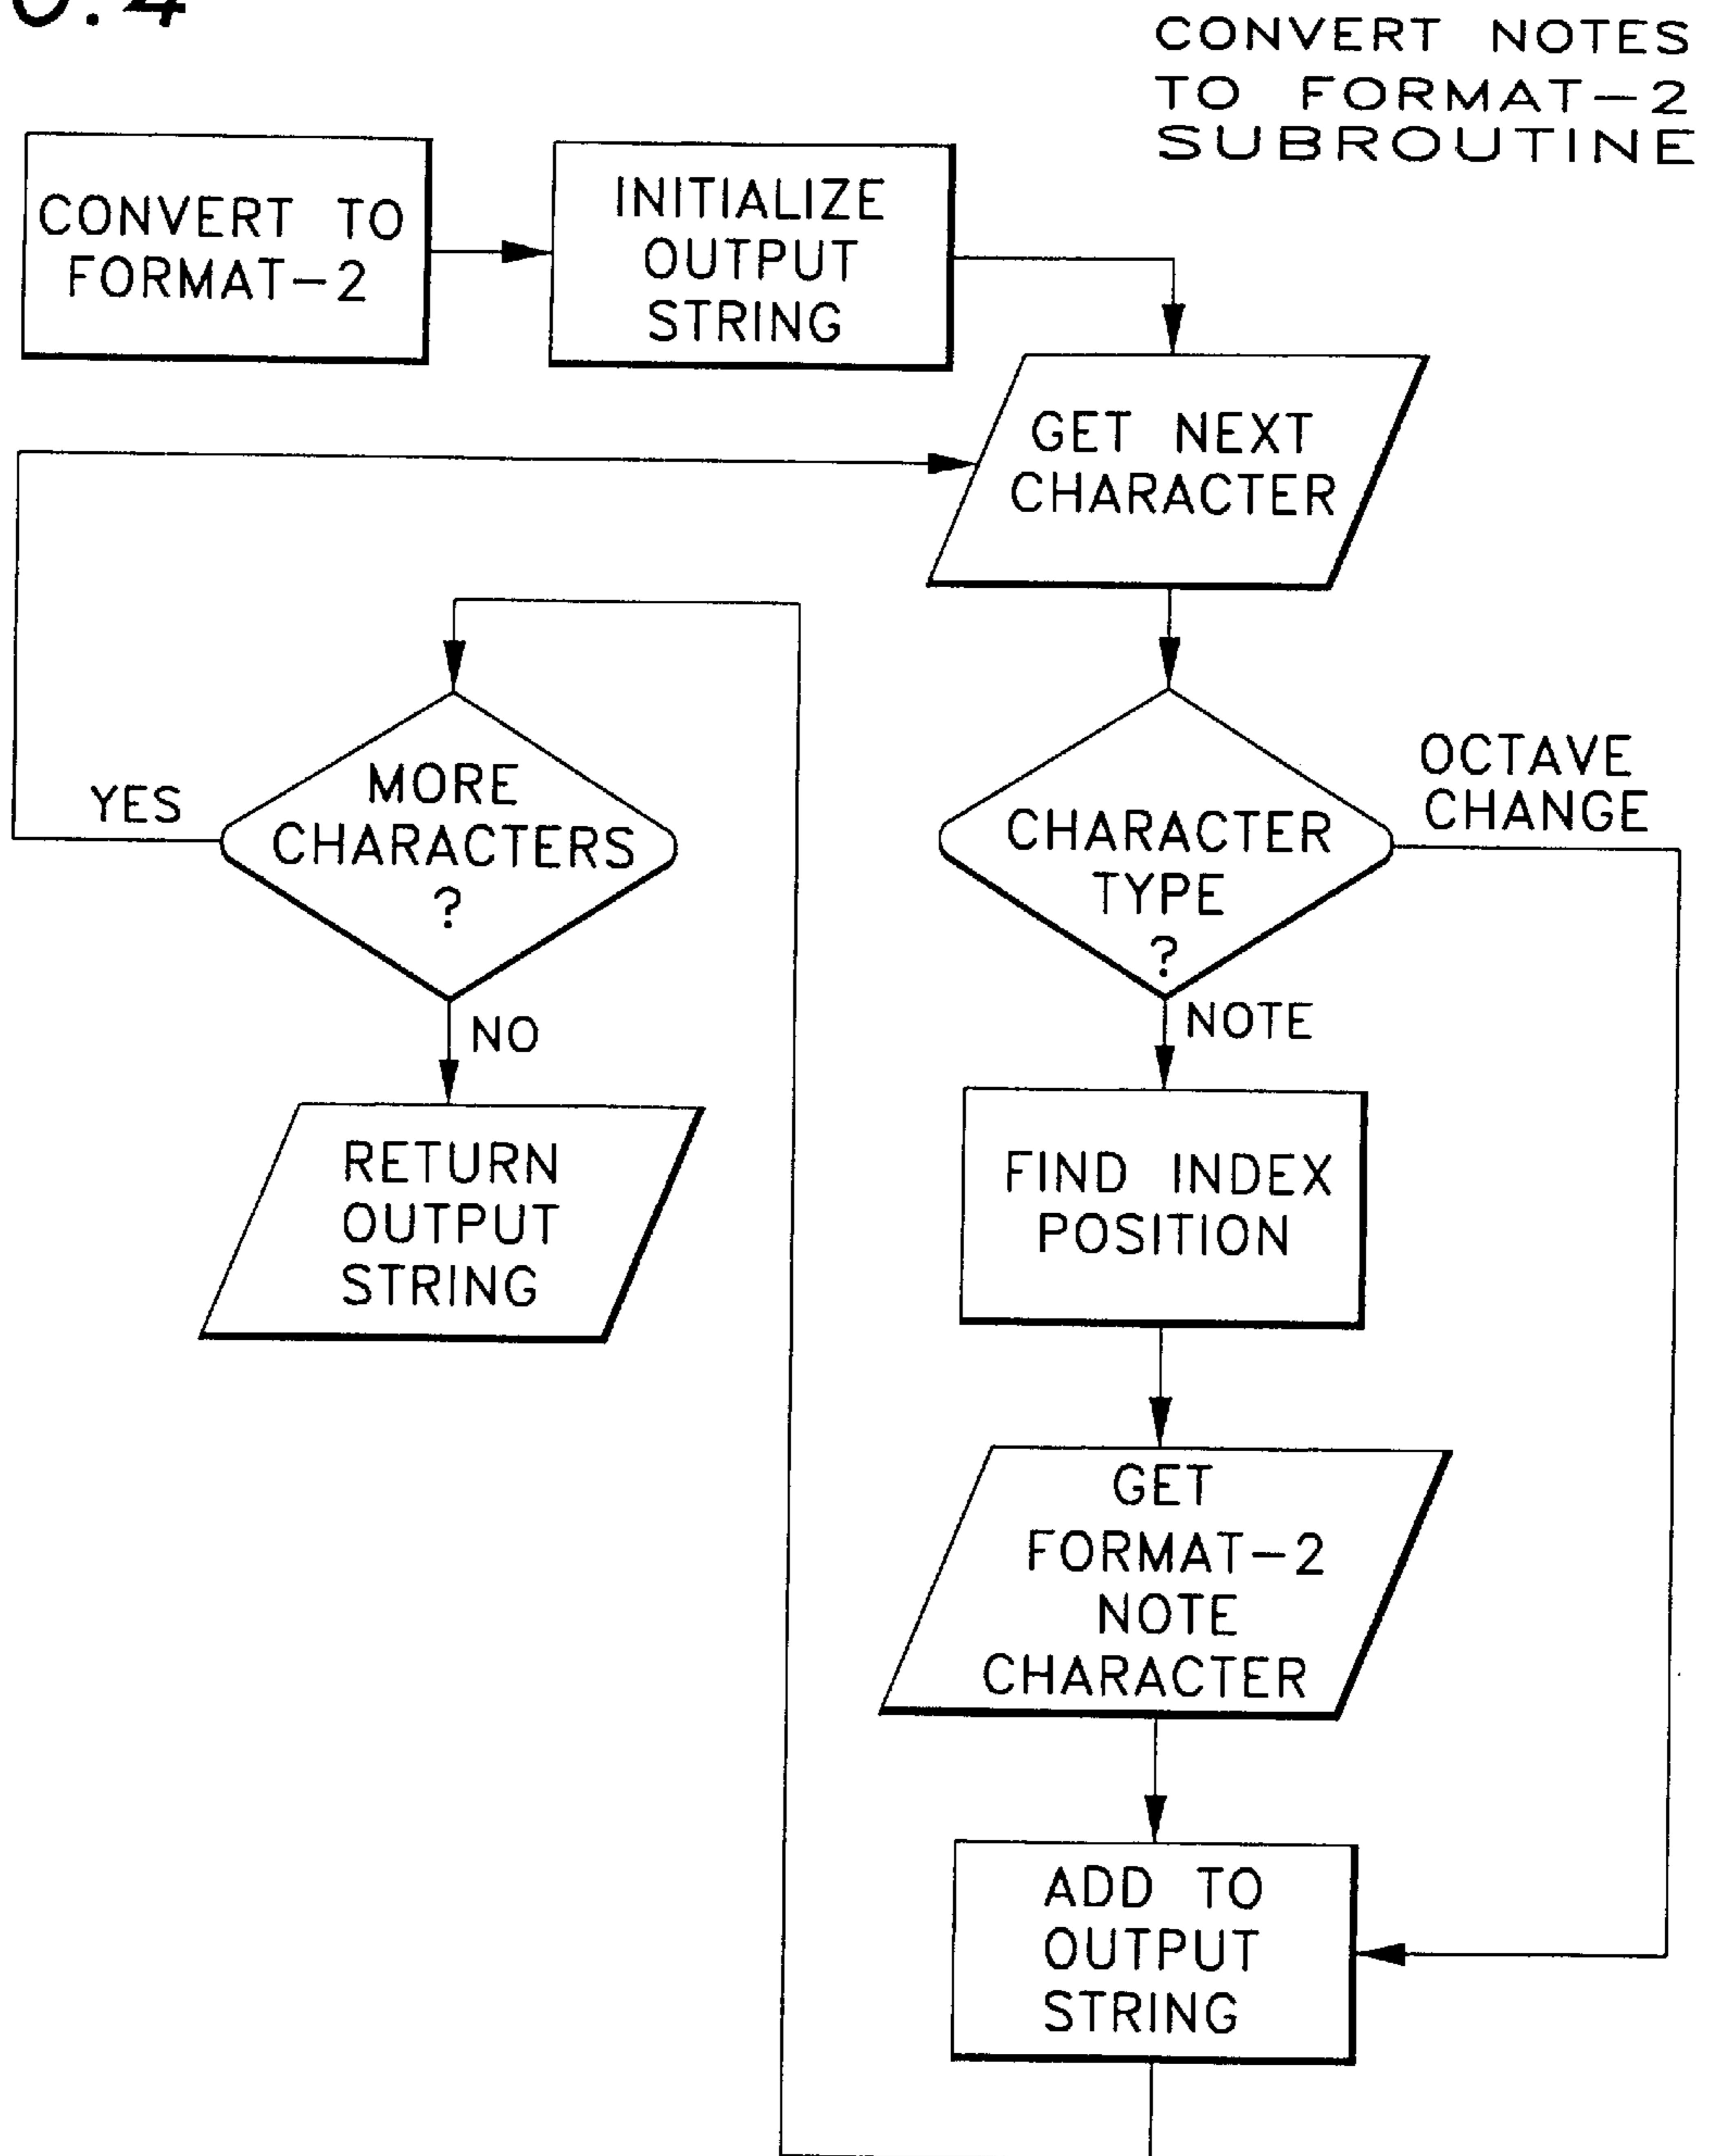 CONVERT NOTES
TO FORMAT-2
SUBROUTINE
CONVERT TO
FORMAT-2
INITIALIZE
OUTPUT
STRING
GET NEXT
CHARACTER
MORE
CHARACTERS
?
YES
NO
RETURN
OUTPUT
STRING
CHARACTER
TYPE
?
OCTAVE
CHANGE
NOTE
FIND INDEX
POSITION
GET
FORMAT-2
NOTE
CHARACTER
ADD TO
OUTPUT
STRING